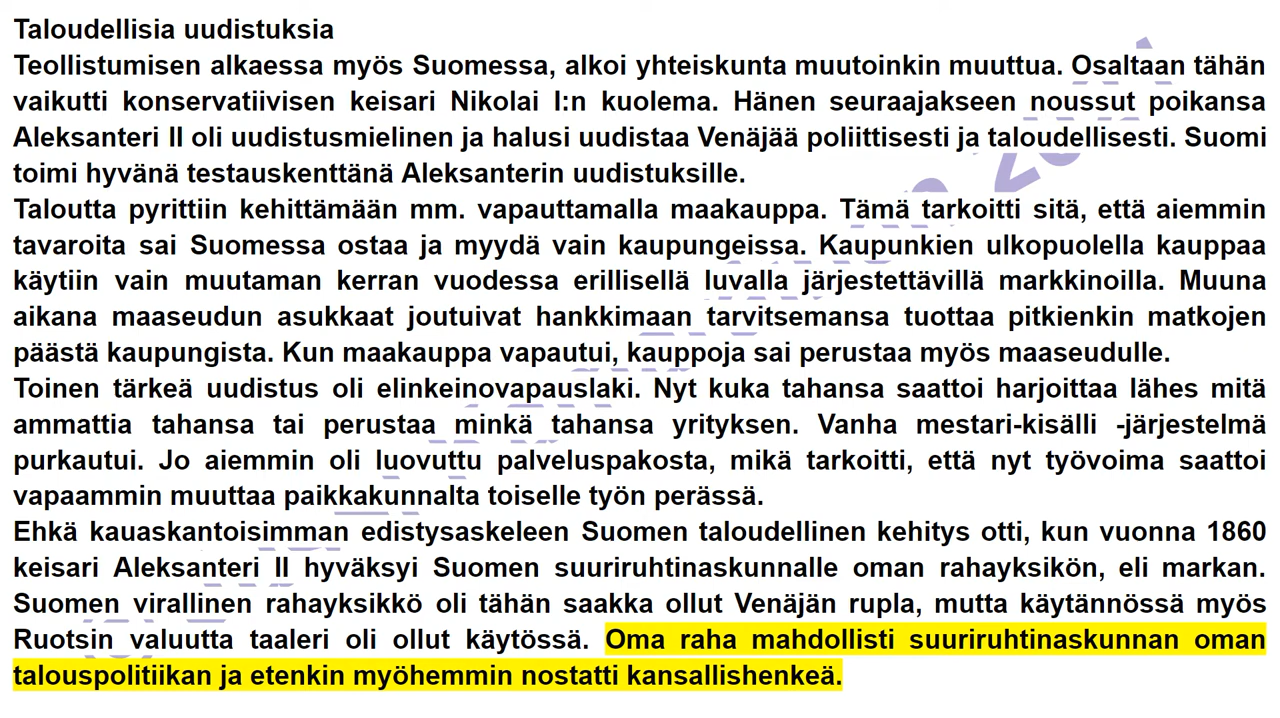 Taloudellisia uudistuksia
Teollistumisen alkaessa myös Suomessa, alkoi yhteiskunta muutoinkin muuttua. Osaltaan tähän
vaikutti konservatiivisen keisari Nikolai I:n kuolema. Hänen seuraajakseen noussut poikansa
Aleksanteri II oli uudistusmielinen ja halusi uudistaa Venäjää poliittisesti ja taloudellisesti. Suomi
toimi hyvänä testauskenttänä Aleksanterin uudistuksille.
Taloutta pyrittiin kehittämään mm. vapauttamalla maakauppa. Tämä tarkoitti sitä, että aiemmin
tavaroita sai Suomessa ostaa ja myydä vain kaupungeissa. Kaupunkien ulkopuolella kauppaa
käytiin vain muutaman kerran vuodessa erillisellä luvalla järjestettävillä markkinoilla. Muuna
aikana maaseudun asukkaat joutuivat hankkimaan tarvitsemansa tuottaa pitkienkin matkojen
päästä kaupungista. Kun maakauppa vapautui, kauppoja sai perustaa myös maaseudulle.
Toinen tärkeä uudistus oli elinkeinovapauslaki. Nyt kuka tahansa saattoi harjoittaa lähes mitä
ammattia tahansa tai perustaa minkä tahansa yrityksen. Vanha mestari-kisälli -järjestelmä
purkautui. Jo aiemmin oli luovuttu palveluspakosta, mikä tarkoitti, että nyt työvoima saattoi
vapaammin muuttaa paikkakunnalta toiselle työn perässä.
Ehkä kauaskantoisimman edistysaskeleen Suomen taloudellinen kehitys otti, kun vuonna 1860
keisari Aleksanteri II hyväksyi Suomen suuriruhtinaskunnalle oman rahayksikön, eli markan.
Suomen virallinen rahayksikkö oli tähän saakka ollut Venäjän rupla, mutta käytännössä myös
Ruotsin valuutta taaleri oli ollut käytössä. Oma raha mahdollisti suuriruhtinaskunnan oman
talouspolitiikan ja etenkin myöhemmin nostatti kansallishenkeä.